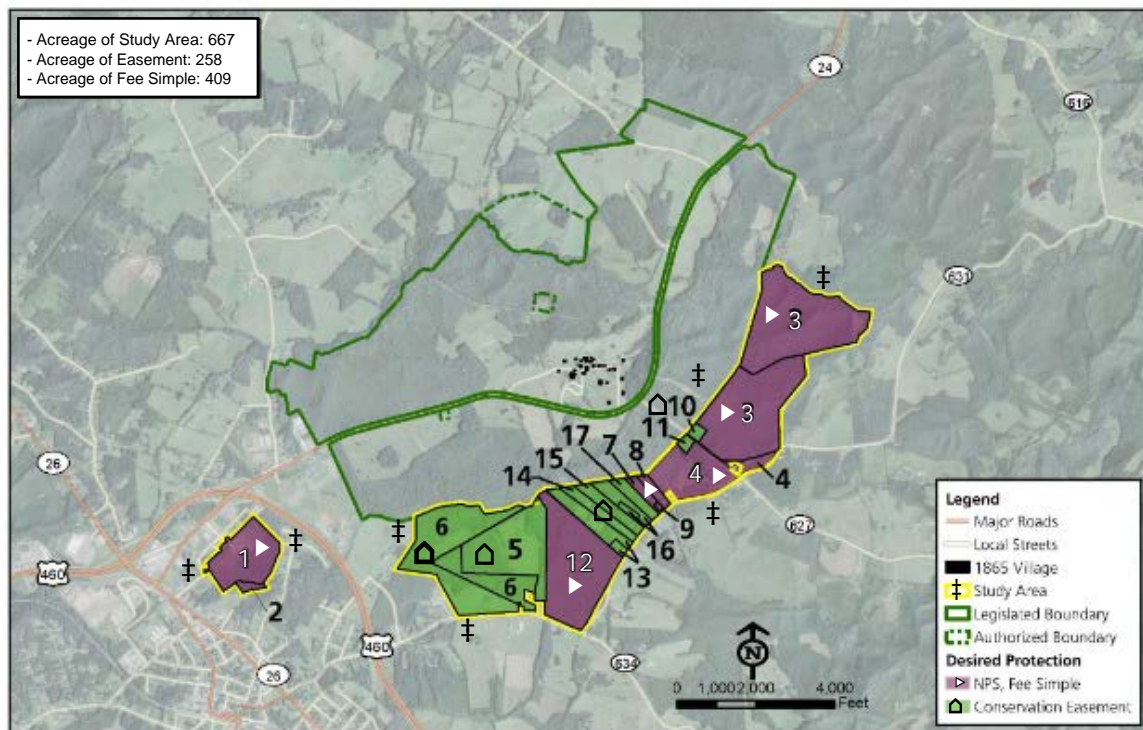 - Acreage of Study Area: 667
- Acreage of Easement: 258
- Acreage of Fee Simple: 409
24
616
631
3
3
10
11
4
4
8
7
17
15
14
9
16
13
12
627
26
6
5
6
1
2
460
460
26
634
N
0 1,000 2,000 4,000
Feet
Legend
Major Roads
Local Streets
1865 Village
Study Area
Legislated Boundary
Authorized Boundary
Desired Protection
NPS, Fee Simple
Conservation Easement